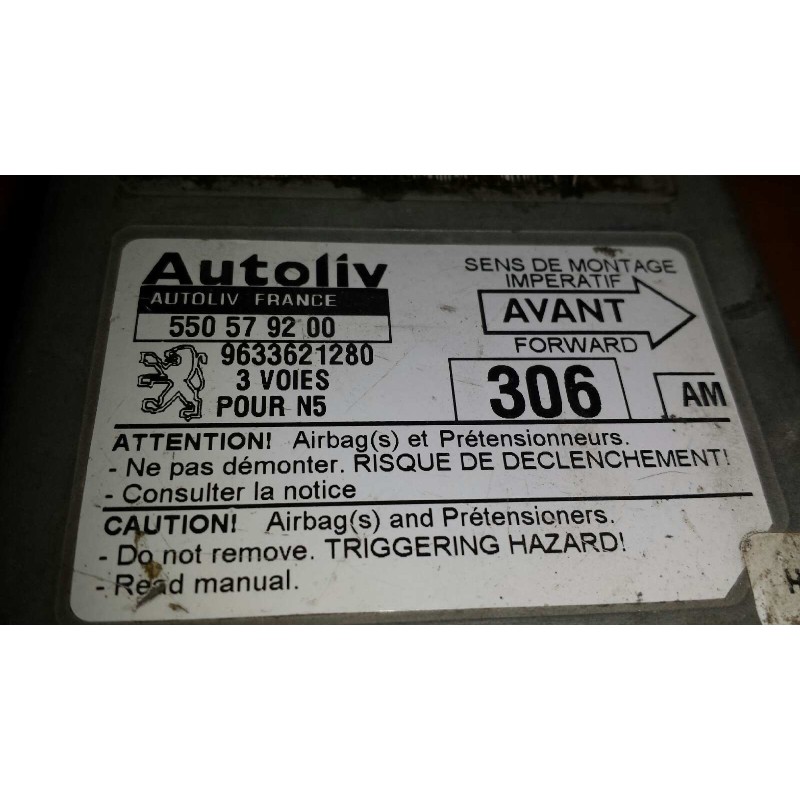 Autoliv
AUTOLIV FRANCE
550 57 92 00
9633621280
3 VOIES
POUR N5
SENS DE MONTAGE
IMPERATIF
AVANT
FORWARD
306
AM
ATTENTION! Airbag(s) et Prétensionneurs.
- Ne pas démonter. RISQUE DE DECLENCHEMENT!
- Consulter la notice
CAUTION! Airbag(s) and Prétensioners.
- Do not remove. TRIGGERING HAZARD!
- Read manual.
H